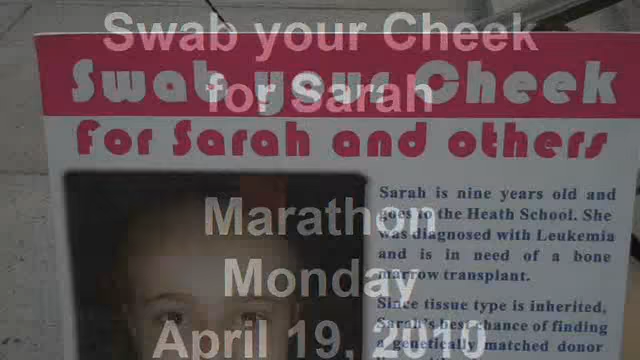 Swab your Cheek
for Sarah
Marathon
Monday
April 19, 2010
Swab your Cheek
For Sarah and others
Sarah is nine years old and
goes to the Heath School. She
was diagnosed with Leukemia
and is in need of a bone
marrow transplant.
Since tissue type is inherited,
Sarah's best chance of finding
a genetically matched donor